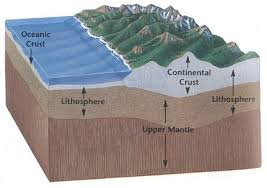 Oceanic
Crust
Continental
Crust
Lithosphere
Lithosphere
Upper Mantle